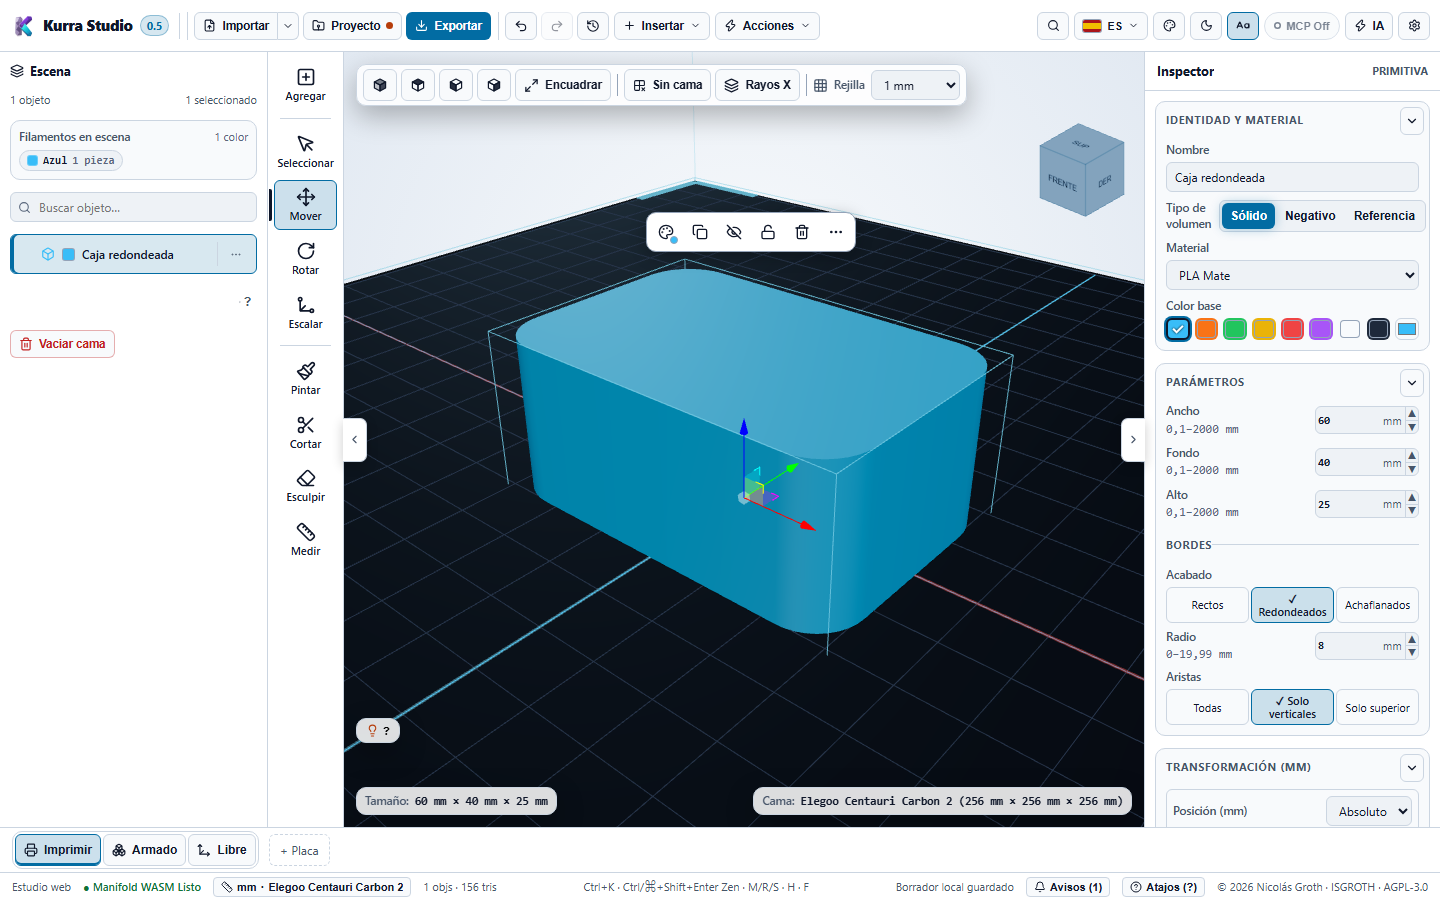 Kurra Studio 0.5
Importar
Proyecto
Exportar
Insertar
Acciones
ES
Aa
MCP Off
IA
Escena
1 objeto
1 seleccionado
Filamentos en escena
1 color
Azul 1 pieza
Buscar objeto...
Caja redondeada
?
Vaciar cama
Agregar
Seleccionar
Mover
Rotar
Escalar
Pintar
Cortar
Esculpir
Medir
Encuadrar
Sin cama
Rayos X
Rejilla
1 mm
SUP
FRENTE
DER
?
Tamaño: 60 mm × 40 mm × 25 mm
Cama: Elegoo Centauri Carbon 2 (256 mm × 256 mm × 256 mm)
Inspector
PRIMITIVA
IDENTIDAD Y MATERIAL
Nombre
Caja redondeada
Tipo de
volumen
Sólido
Negativo
Referencia
Material
PLA Mate
Color base
PARÁMETROS
Ancho
0,1–2000 mm
60 mm
Fondo
0,1–2000 mm
40 mm
Alto
0,1–2000 mm
25 mm
BORDES
Acabado
Rectos
✓
Redondeados
Achaflanados
Radio
0–19,99 mm
8 mm
Aristas
Todas
✓ Solo
verticales
Solo superior
TRANSFORMACIÓN (MM)
Posición (mm)
Absoluto
Imprimir
Armado
Libre
+ Placa
Estudio web
● Manifold WASM Listo
mm · Elegoo Centauri Carbon 2
1 objs · 156 tris
Ctrl+K · Ctrl/⌘+Shift+Enter Zen · M/R/S · H · F
Borrador local guardado
Avisos (1)
Atajos (?)
© 2026 Nicolás Groth · ISGROTH · AGPL-3.0